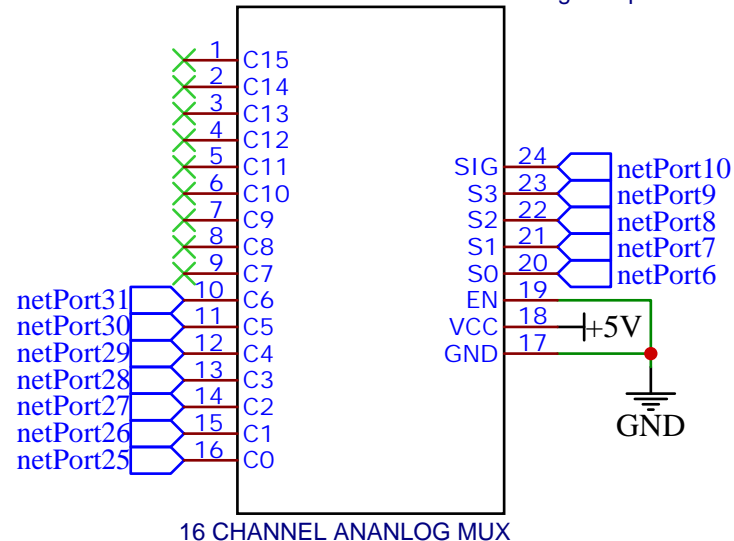 1 C15
2 C14
3 C13
4 C12
5 C11
6 C10
7 C9
8 C8
9 C7
netPort31 10 C6
netPort30 11 C5
netPort29 12 C4
netPort28 13 C3
netPort27 14 C2
netPort26 15 C1
netPort25 16 C0
SIG 24 netPort10
S3 23 netPort9
S2 22 netPort8
S1 21 netPort7
S0 20 netPort6
EN 19
VCC 18 +5V
GND 17
GND
16 CHANNEL ANANLOG MUX